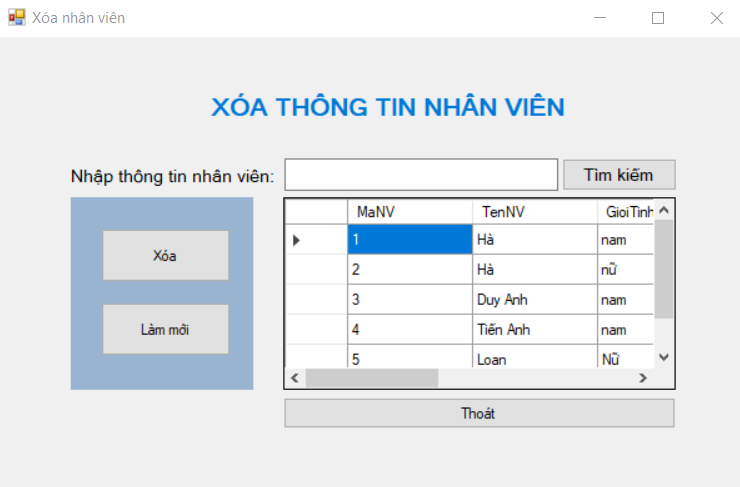 Xóa nhân viên
XÓA THÔNG TIN NHÂN VIÊN
Nhập thông tin nhân viên:
Tìm kiếm
Xóa
Làm mới
MaNV TenNV GioiTinh
1 Hà nam
2 Hà nữ
3 Duy Anh nam
4 Tiến Anh nam
5 Loan Nữ
Thoát